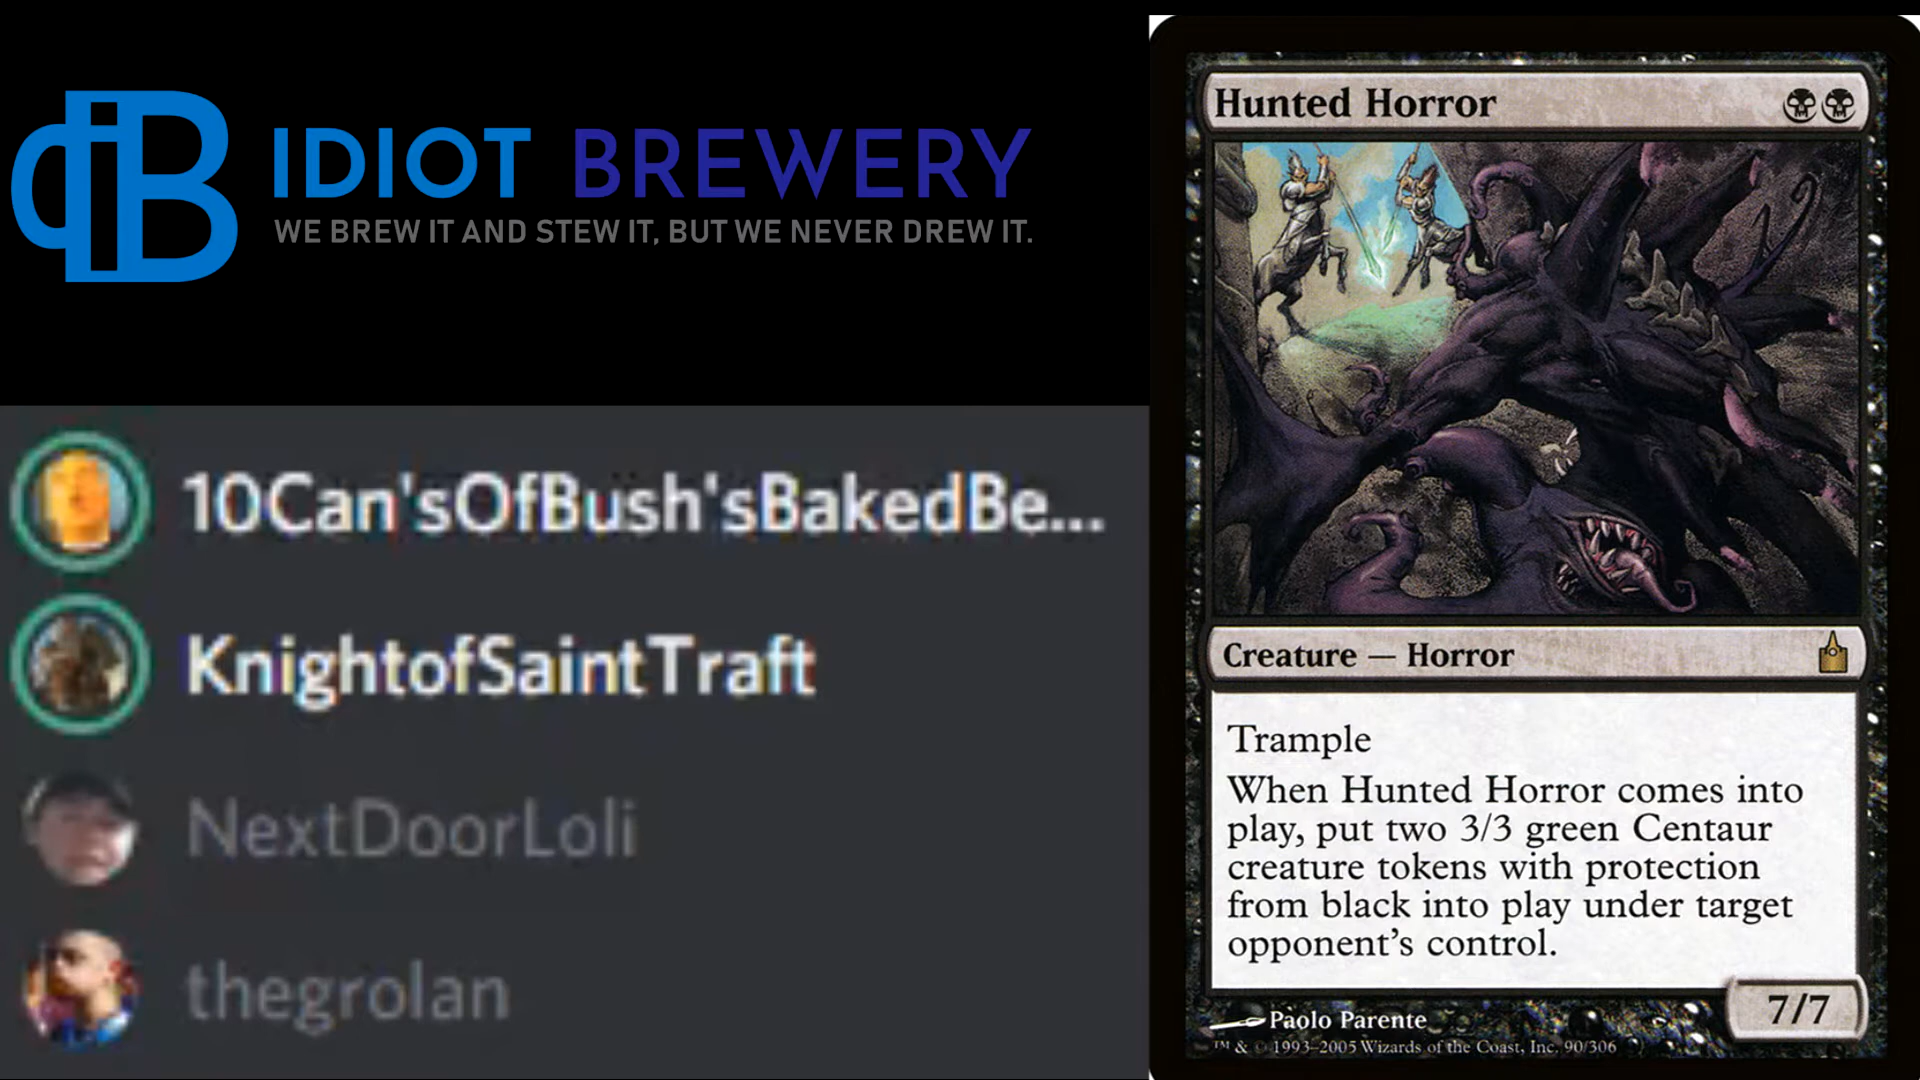 iB
IDIOT BREWERY
WE BREW IT AND STEW IT, BUT WE NEVER DREW IT.
10Can'sOfBush'sBakedBe...
KnightofSaintTraft
NextDoorLoli
thegrolan
Hunted Horror
Creature — Horror
Trample
When Hunted Horror comes into
play, put two 3/3 green Centaur
creature tokens with protection
from black into play under target
opponent's control.
7/7
Paolo Parente
™ & © 1993–2005 Wizards of the Coast, Inc. 90/306